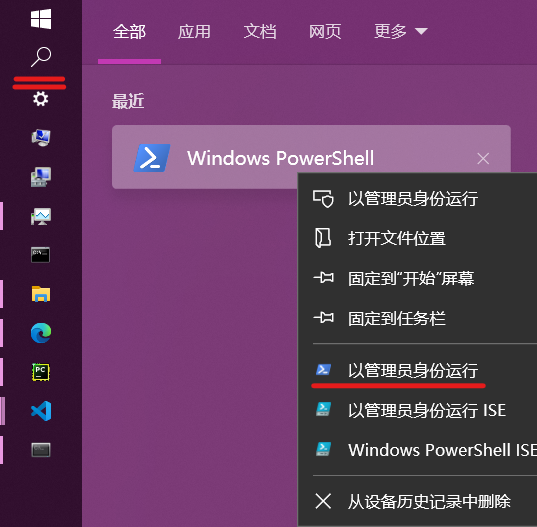 全部 应用 文档 网页 更多
最近
Windows PowerShell
以管理员身份运行
打开文件位置
固定到"开始"屏幕
固定到任务栏
以管理员身份运行
以管理员身份运行 ISE
Windows PowerShell ISE
从设备历史记录中删除
PC